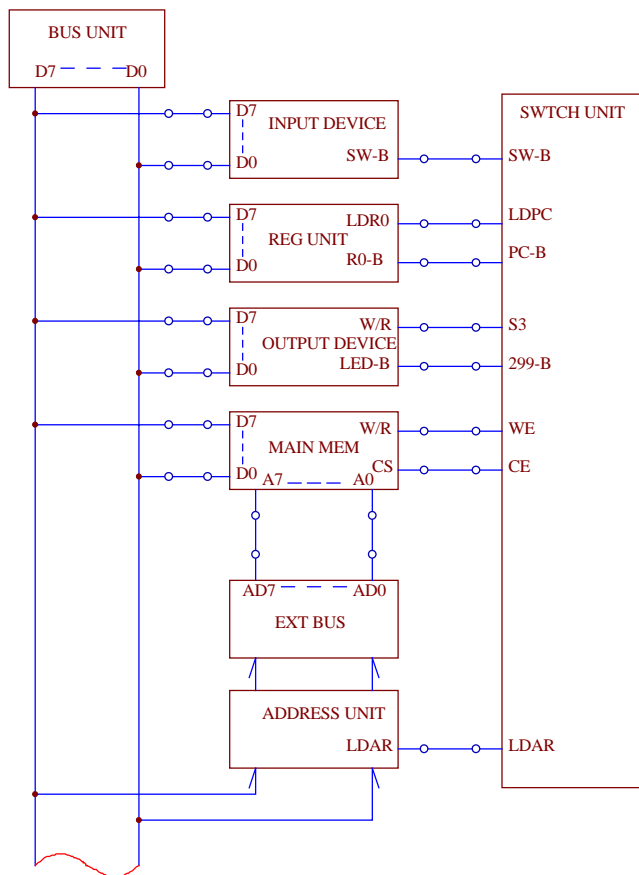 BUS UNIT
D7 D0
D7 INPUT DEVICE
D0 SW-B
SWTCH UNIT
SW-B
D7 LDR0
REG UNIT
D0 R0-B
LDPC
PC-B
D7 W/R
OUTPUT DEVICE
D0 LED-B
S3
299-B
D7 W/R
MAIN MEM
D0 CS
A7 A0
WE
CE
AD7 AD0
EXT BUS
ADDRESS UNIT
LDAR
LDAR